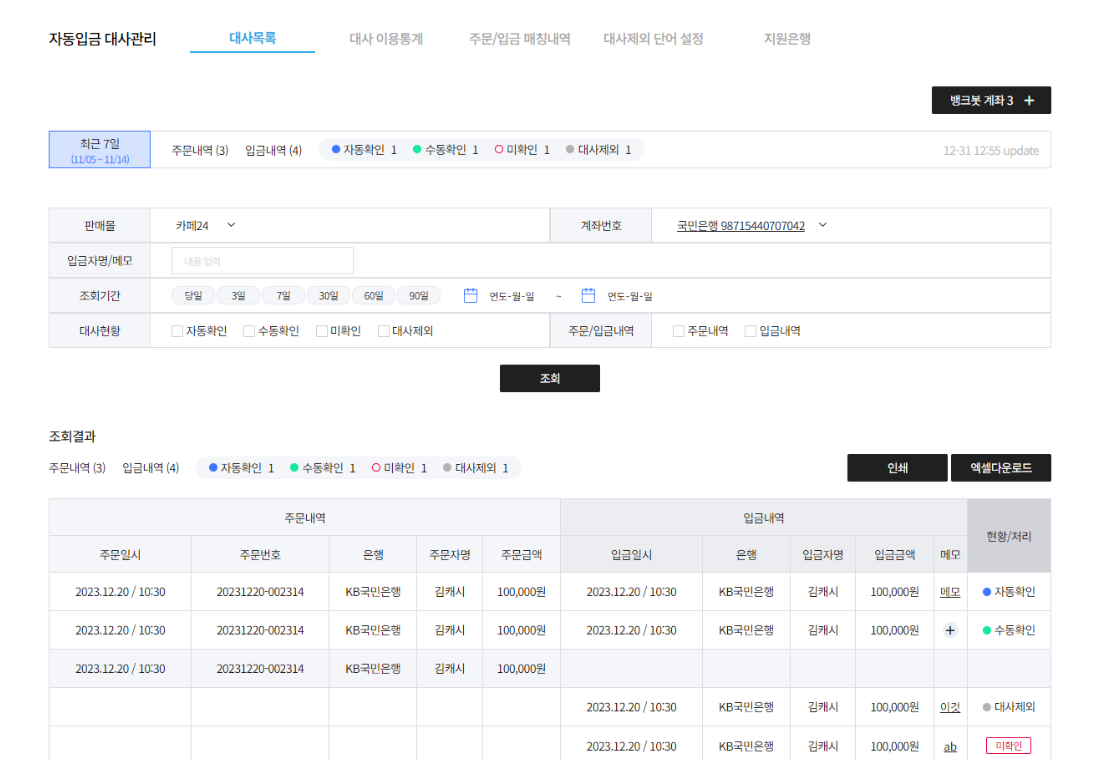 자동입금 대사관리 대사목록 대사 이용통계 주문/입금 매칭내역 대사제외 단어 설정 지원은행
뱅크봇 계좌 3 +
최근 7일
(11/05 ~ 11/14)
주문내역 (3) 입금내역 (4) 자동확인 1 수동확인 1 미확인 1 대사제외 1 12-31 12:55 update
판매몰 카페24 계좌번호 국민은행 98715440707042
입금자명/메모 내용 입력
조회기간 당일 3일 7일 30일 60일 90일 연도-월-일 ~ 연도-월-일
대사현황 자동확인 수동확인 미확인 대사제외 주문/입금내역 주문내역 입금내역
조회
조회결과
주문내역 (3) 입금내역 (4) 자동확인 1 수동확인 1 미확인 1 대사제외 1 인쇄 엑셀다운로드
주문내역 입금내역 현황/처리
주문일시 주문번호 은행 주문자명 주문금액 입금일시 은행 입금자명 입금금액 메모
2023.12.20 / 10:30 20231220-002314 KB국민은행 김캐시 100,000원 2023.12.20 / 10:30 KB국민은행 김캐시 100,000원 메모 자동확인
2023.12.20 / 10:30 20231220-002314 KB국민은행 김캐시 100,000원 2023.12.20 / 10:30 KB국민은행 김캐시 100,000원 + 수동확인
2023.12.20 / 10:30 20231220-002314 KB국민은행 김캐시 100,000원
2023.12.20 / 10:30 KB국민은행 김캐시 100,000원 이것 대사제외
2023.12.20 / 10:30 KB국민은행 김캐시 100,000원 ab 미확인